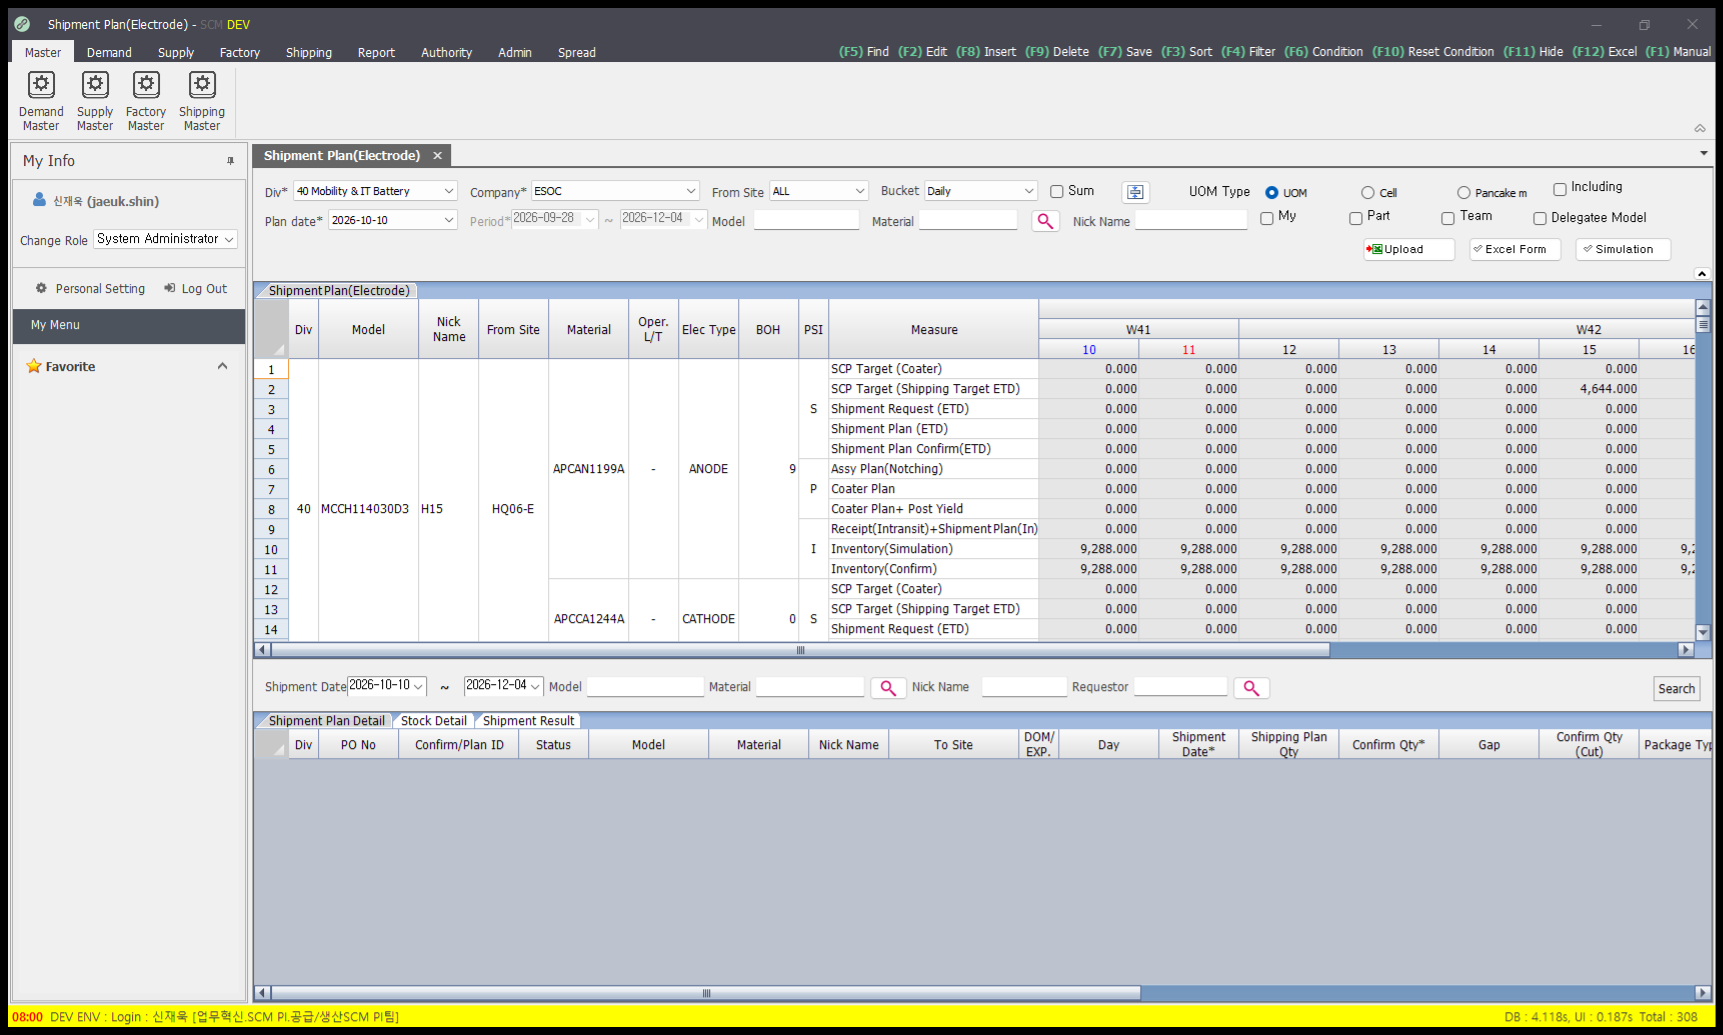 Shipment Plan(Electrode) - SCM DEV
Master Demand Supply Factory Shipping Report Authority Admin Spread (F5) Find (F2) Edit (F8) Insert (F9) Delete (F7) Save (F3) Sort (F4) Filter (F6) Condition (F10) Reset Condition (F11) Hide (F12) Excel (F1) Manual
Demand Master
Supply Master
Factory Master
Shipping Master
My Info
신재욱 (jaeuk.shin)
Change Role System Administrator
Personal Setting Log Out
My Menu
Favorite
Shipment Plan(Electrode)
Div* 40 Mobility & IT Battery Company* ESOC From Site ALL Bucket Daily Sum UOM Type UOM Cell Pancake m Including
Plan date* 2026-10-10 Period* 2026-09-28 ~ 2026-12-04 Model Material Nick Name My Part Team Delegatee Model
Upload Excel Form Simulation
Shipment Plan(Electrode)
Div Model Nick Name From Site Material Oper. L/T Elec Type BOH PSI Measure W41 W42
10 11 12 13 14 15 16
1 SCP Target (Coater) 0.000 0.000 0.000 0.000 0.000 0.000
2 SCP Target (Shipping Target ETD) 0.000 0.000 0.000 0.000 0.000 4,644.000
3 S Shipment Request (ETD) 0.000 0.000 0.000 0.000 0.000 0.000
4 Shipment Plan (ETD) 0.000 0.000 0.000 0.000 0.000 0.000
5 Shipment Plan Confirm(ETD) 0.000 0.000 0.000 0.000 0.000 0.000
6 APCAN1199A - ANODE 9 Assy Plan(Notching) 0.000 0.000 0.000 0.000 0.000 0.000
7 P Coater Plan 0.000 0.000 0.000 0.000 0.000 0.000
8 40 MCCH114030D3 H15 HQ06-E Coater Plan+ Post Yield 0.000 0.000 0.000 0.000 0.000 0.000
9 Receipt(Intransit)+Shipment Plan(In) 0.000 0.000 0.000 0.000 0.000 0.000
10 I Inventory(Simulation) 9,288.000 9,288.000 9,288.000 9,288.000 9,288.000 9,288.000 9,2
11 Inventory(Confirm) 9,288.000 9,288.000 9,288.000 9,288.000 9,288.000 9,288.000 9,2
12 SCP Target (Coater) 0.000 0.000 0.000 0.000 0.000 0.000
13 APCCA1244A - CATHODE 0 S SCP Target (Shipping Target ETD) 0.000 0.000 0.000 0.000 0.000 0.000
14 Shipment Request (ETD) 0.000 0.000 0.000 0.000 0.000 0.000
Shipment Date 2026-10-10 ~ 2026-12-04 Model Material Nick Name Requestor Search
Shipment Plan Detail Stock Detail Shipment Result
Div PO No Confirm/Plan ID Status Model Material Nick Name To Site DOM/ EXP. Day Shipment Date* Shipping Plan Qty Confirm Qty* Gap Confirm Qty (Cut) Package Typ
08:00 DEV ENV : Login : 신재욱 [업무혁신.SCM PI.공급/생산SCM PI팀] DB : 4.118s, UI : 0.187s Total : 308